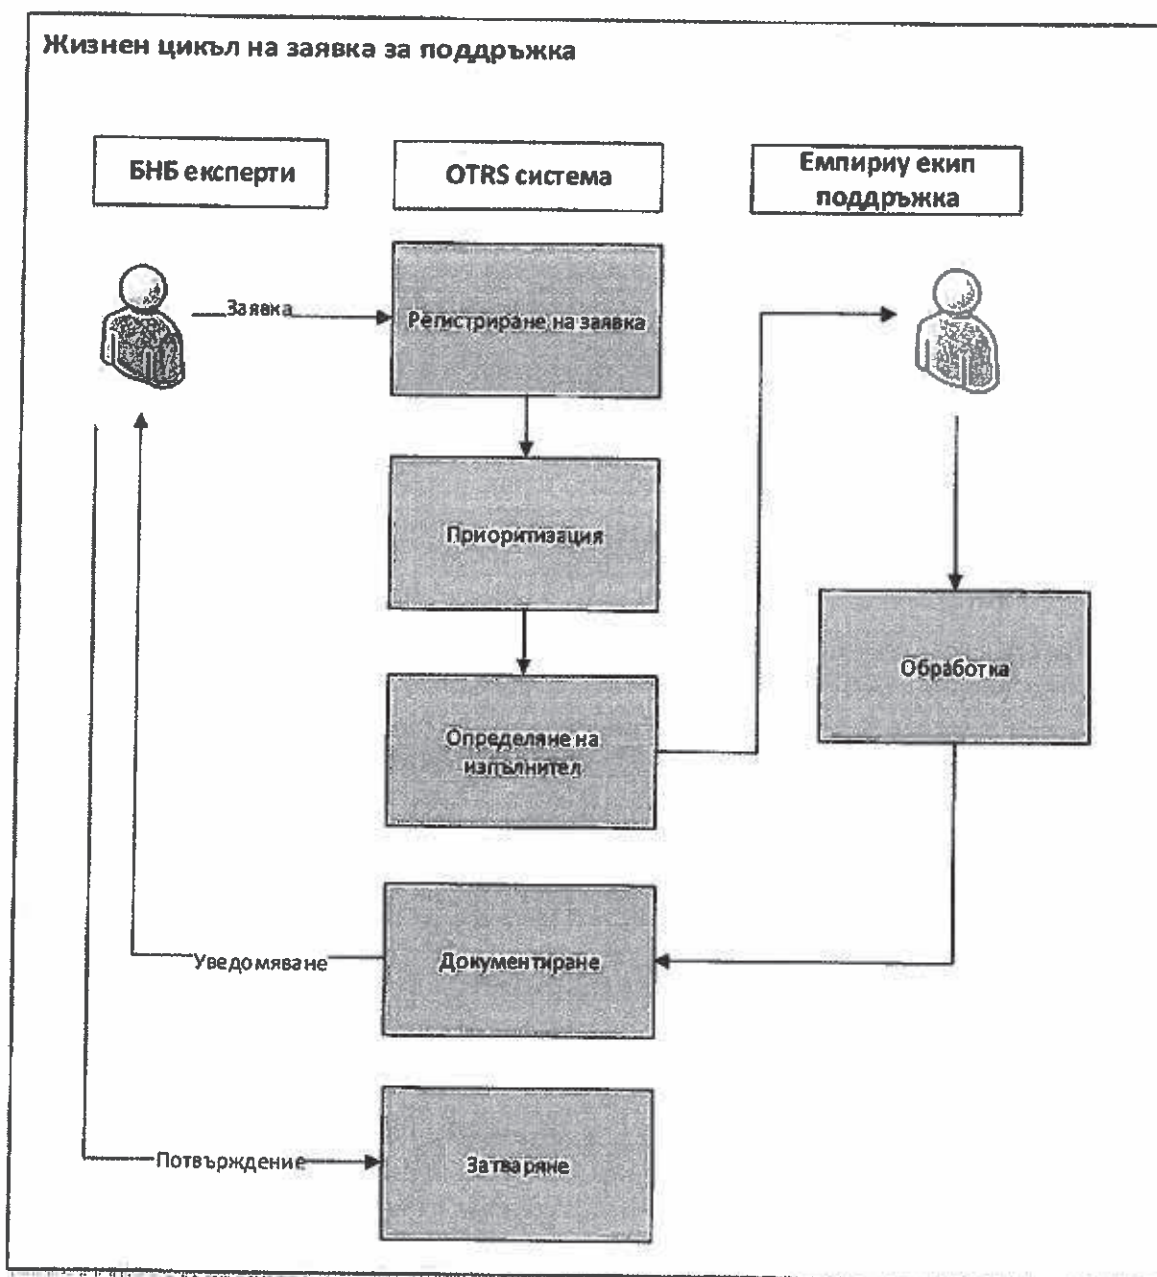 Жизнен цикъл на заявка за поддръжка
БНБ експерти
OTRS система
Емпириу екип
поддръжка
Заявка
Регистриране на заявка
Приоритизация
Обработка
Определяне на
изпълнител
Уведомяване
Документиране
Потвърждение
Затваряне